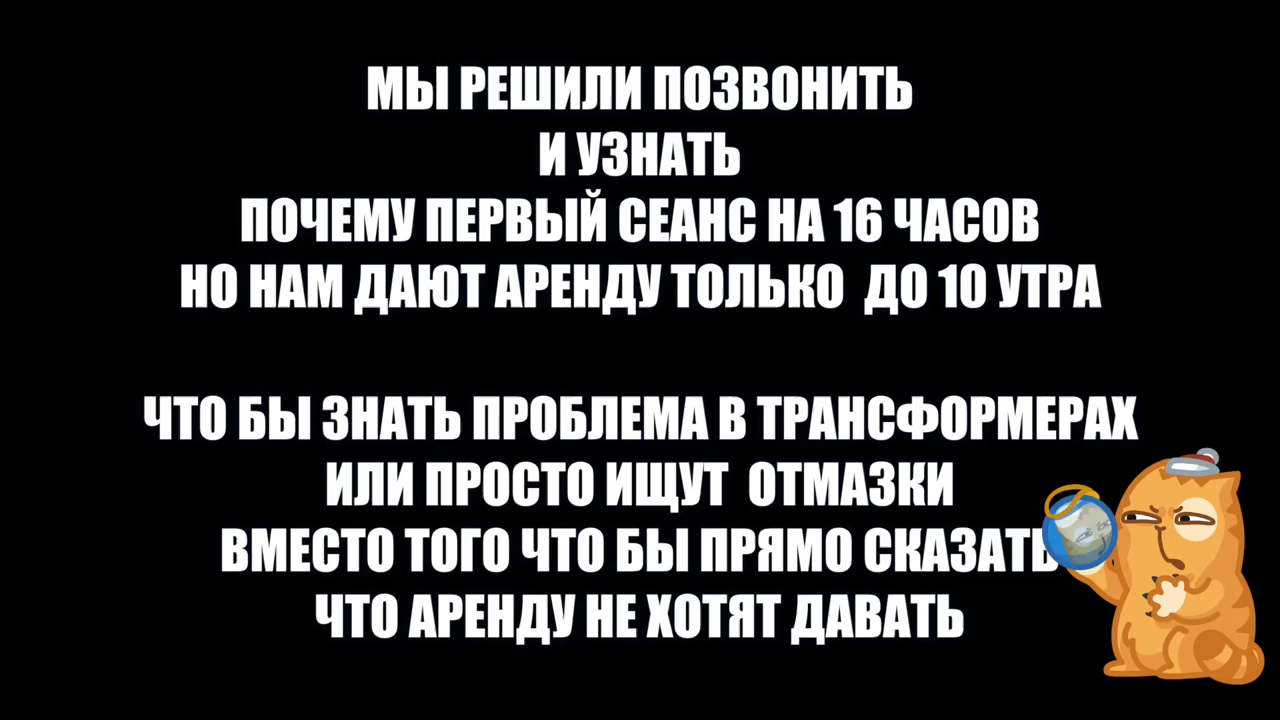 МЫ РЕШИЛИ ПОЗВОНИТЬ
И УЗНАТЬ
ПОЧЕМУ ПЕРВЫЙ СЕАНС НА 16 ЧАСОВ
НО НАМ ДАЮТ АРЕНДУ ТОЛЬКО ДО 10 УТРА
ЧТО БЫ ЗНАТЬ ПРОБЛЕМА В ТРАНСФОРМЕРАХ
ИЛИ ПРОСТО ИЩУТ ОТМАЗКИ
ВМЕСТО ТОГО ЧТО БЫ ПРЯМО СКАЗАТЬ
ЧТО АРЕНДУ НЕ ХОТЯТ ДАВАТЬ